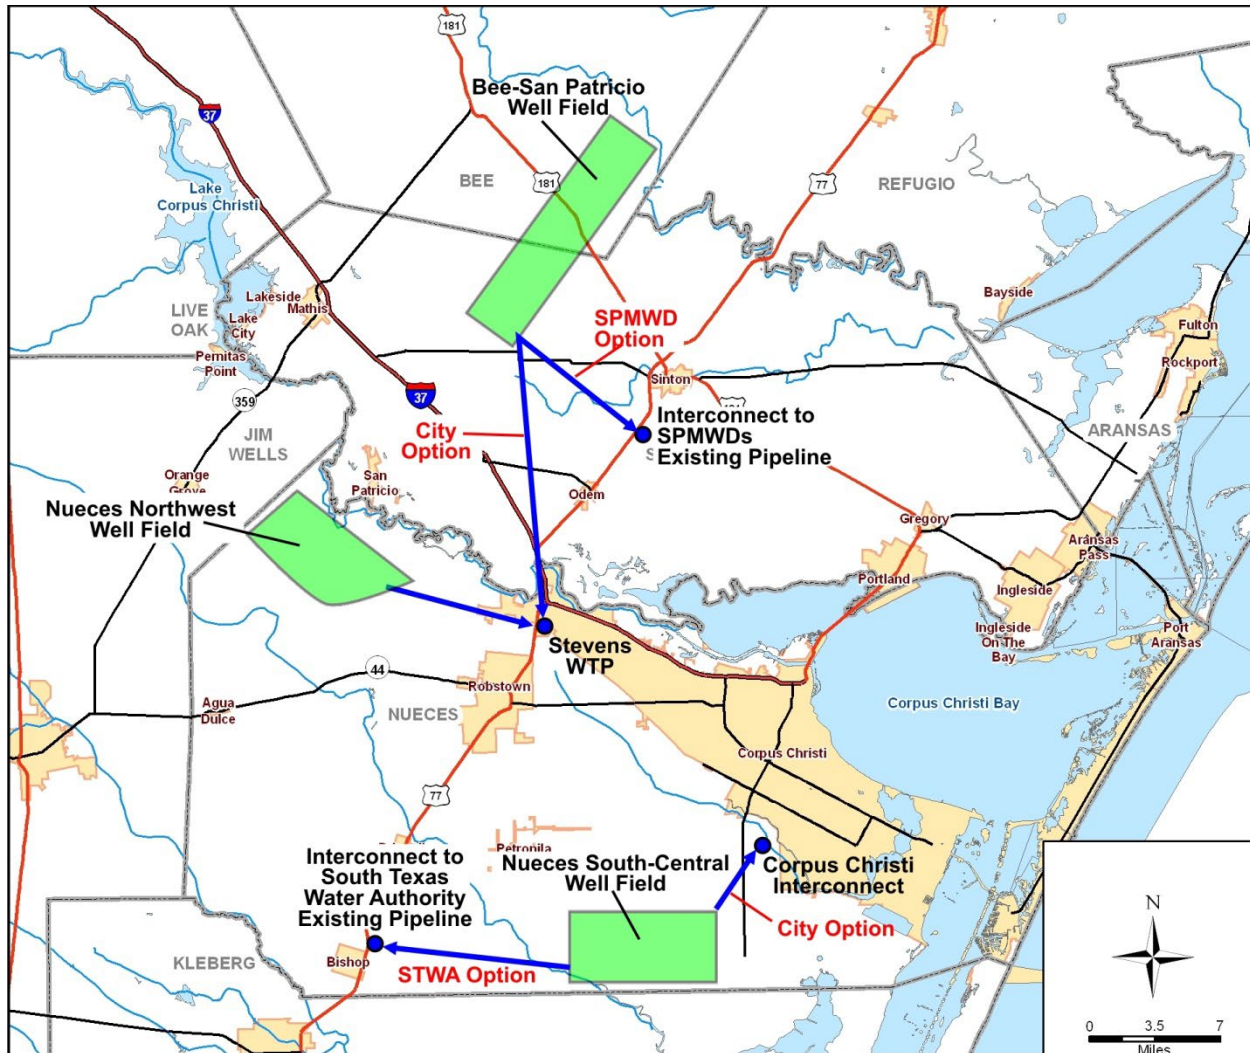 181
77
37
Bee-San Patricio
Well Field
BEE
181
77
REFUGIO
Lake
Corpus Christi
LIVE
OAK
Lakeside
Mathis
Lake
City
Pernitas
Point
Bayside
Fulton
Rockport
SPMWD
Option
Sinton
37
359
JIM
WELLS
City
Option
Interconnect to
SPMWDs
Existing Pipeline
ARANSAS
Orange
Grove
San
Patricio
Odem
Gregory
Nueces Northwest
Well Field
Aransas
Pass
Portland
Ingleside
Ingleside
On The
Bay
Port
Aransas
Stevens
WTP
44
Robstown
Agua
Dulce
NUECES
Corpus Christi Bay
Corpus Christi
77
Petronila
Interconnect to
South Texas
Water Authority
Existing Pipeline
Nueces South-Central
Well Field
Corpus Christi
Interconnect
City Option
KLEBERG
Bishop
STWA Option
N
0 3.5 7
Miles